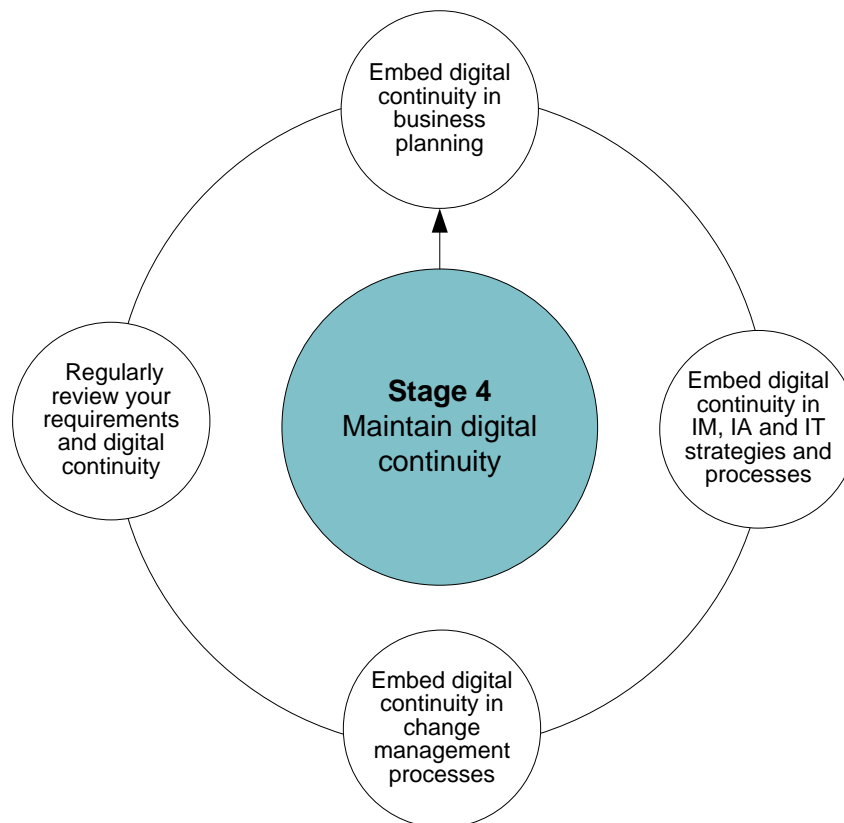 Embed digital
continuity in
business
planning
Regularly
review your
requirements
and digital
continuity
Stage 4
Maintain digital
continuity
Embed digital
continuity in
IM, IA and IT
strategies and
processes
Embed digital
continuity in
change
management
processes